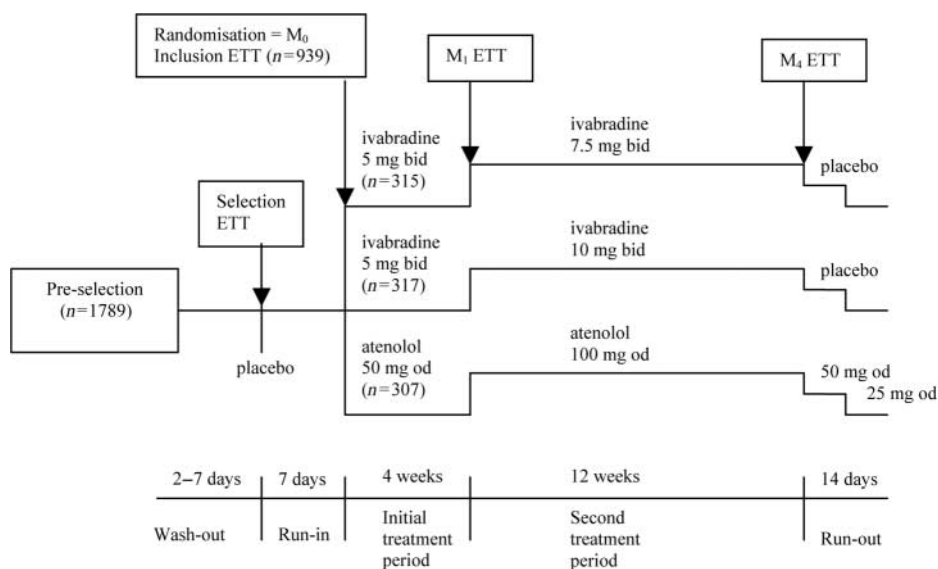 Randomisation = M₀
Inclusion ETT (n=939)
M₁ ETT
M₄ ETT
ivabradine
5 mg bid
(n=315)
ivabradine
7.5 mg bid
placebo
Selection
ETT
ivabradine
5 mg bid
(n=317)
ivabradine
10 mg bid
placebo
Pre-selection
(n=1789)
placebo
atenolol
50 mg od
(n=307)
atenolol
100 mg od
50 mg od
25 mg od
2–7 days
7 days
4 weeks
12 weeks
14 days
Wash-out
Run-in
Initial
treatment
period
Second
treatment
period
Run-out